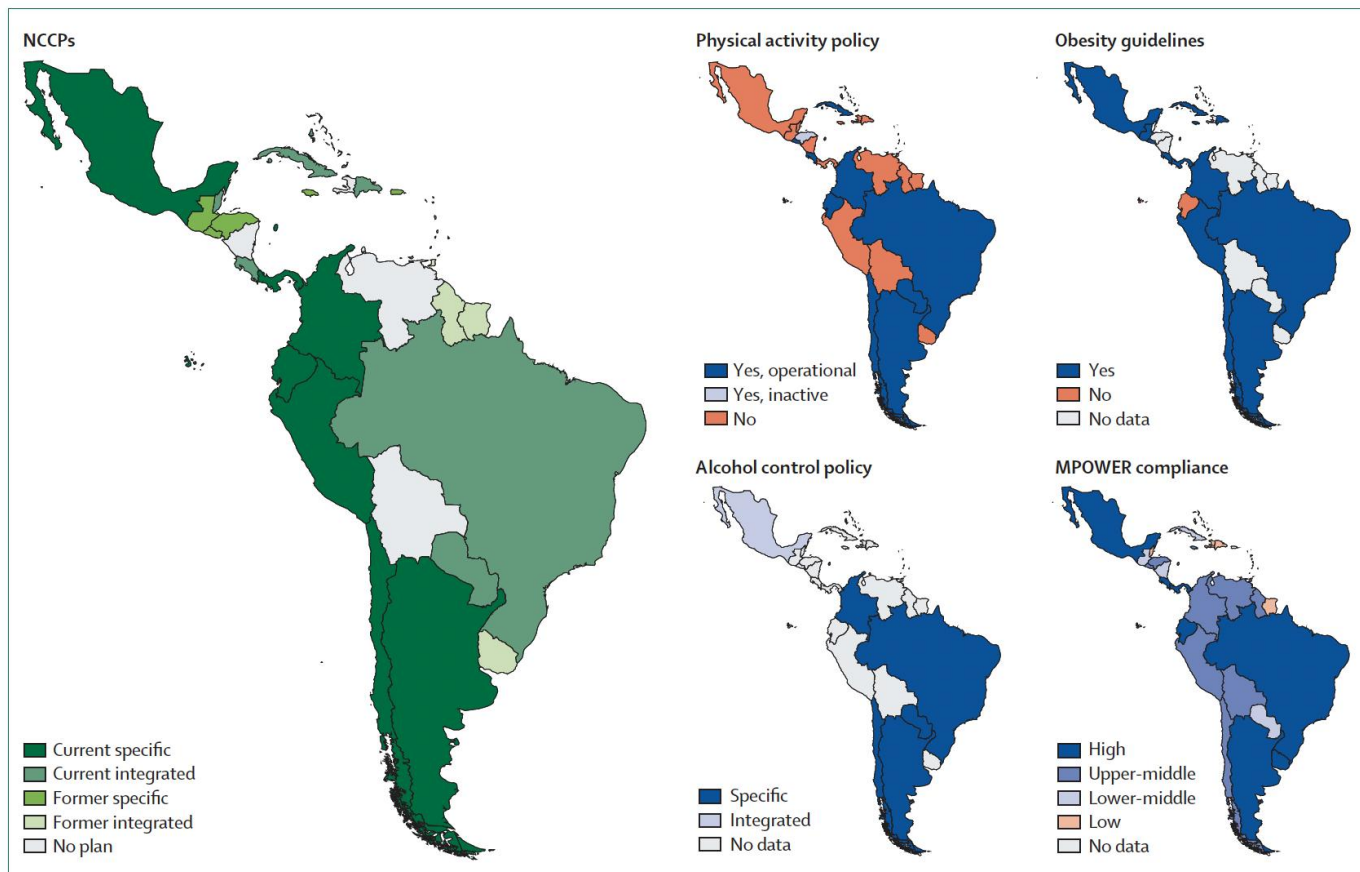 NCCPs
Current specific
Current integrated
Former specific
Former integrated
No plan
Physical activity policy
Yes, operational
Yes, inactive
No
Obesity guidelines
Yes
No
No data
Alcohol control policy
Specific
Integrated
No data
MPOWER compliance
High
Upper-middle
Lower-middle
Low
No data